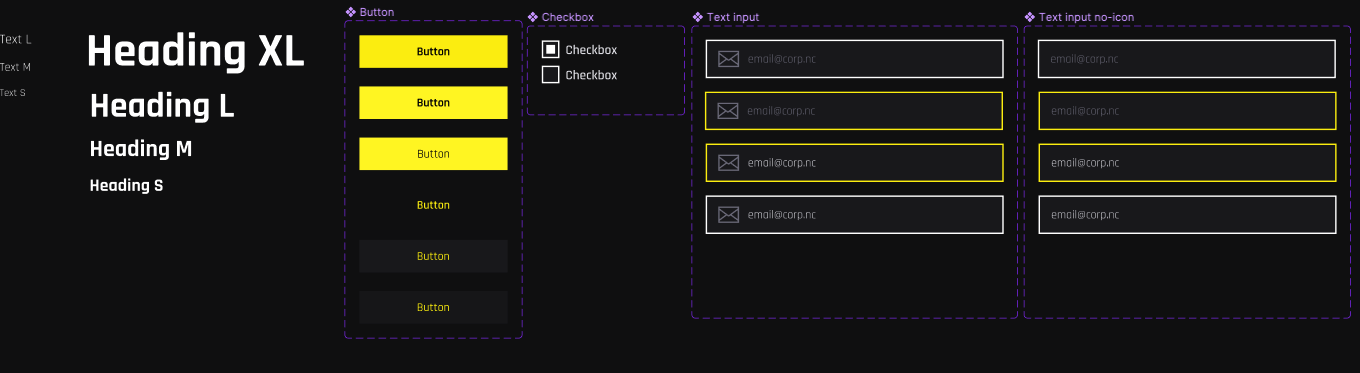 Text L
Text M
Text S
Heading XL
Heading L
Heading M
Heading S
Button
Button
Button
Button
Button
Button
Button
Checkbox
Checkbox
Checkbox
Text input
email@corp.nc
email@corp.nc
email@corp.nc
email@corp.nc
Text input no-icon
email@corp.nc
email@corp.nc
email@corp.nc
email@corp.nc